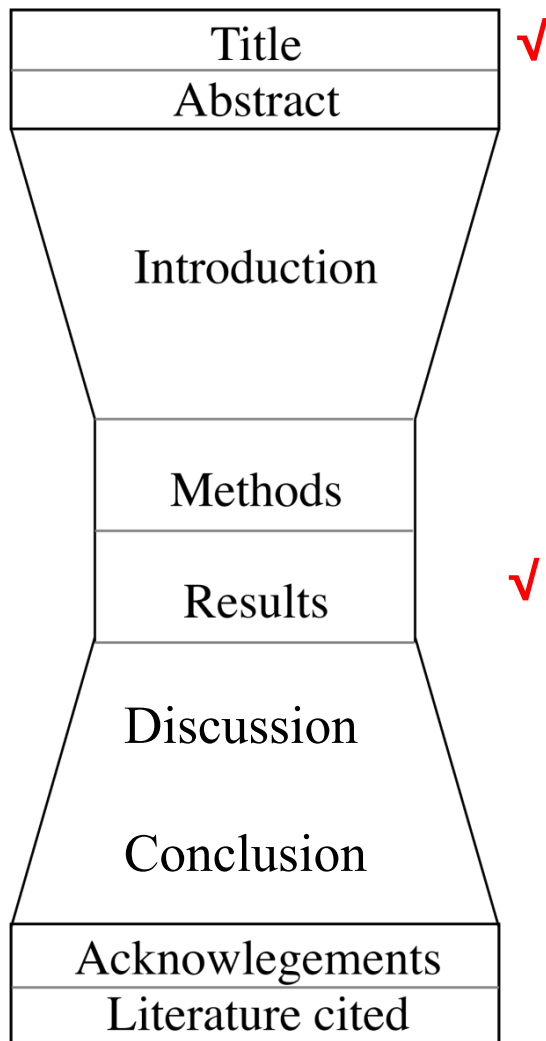 Title √
Abstract
Introduction
Methods
Results √
Discussion
Conclusion
Acknowlegements
Literature cited